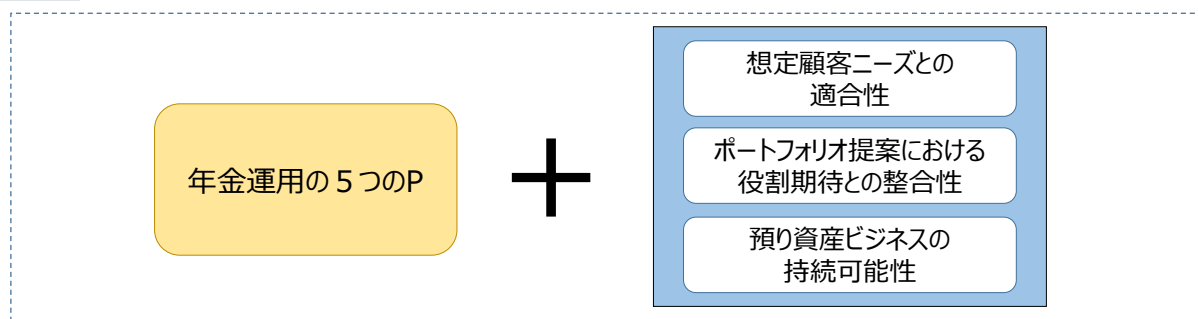 年金運用の５つのP
想定顧客ニーズとの
適合性
ポートフォリオ提案における
役割期待との整合性
預り資産ビジネスの
持続可能性